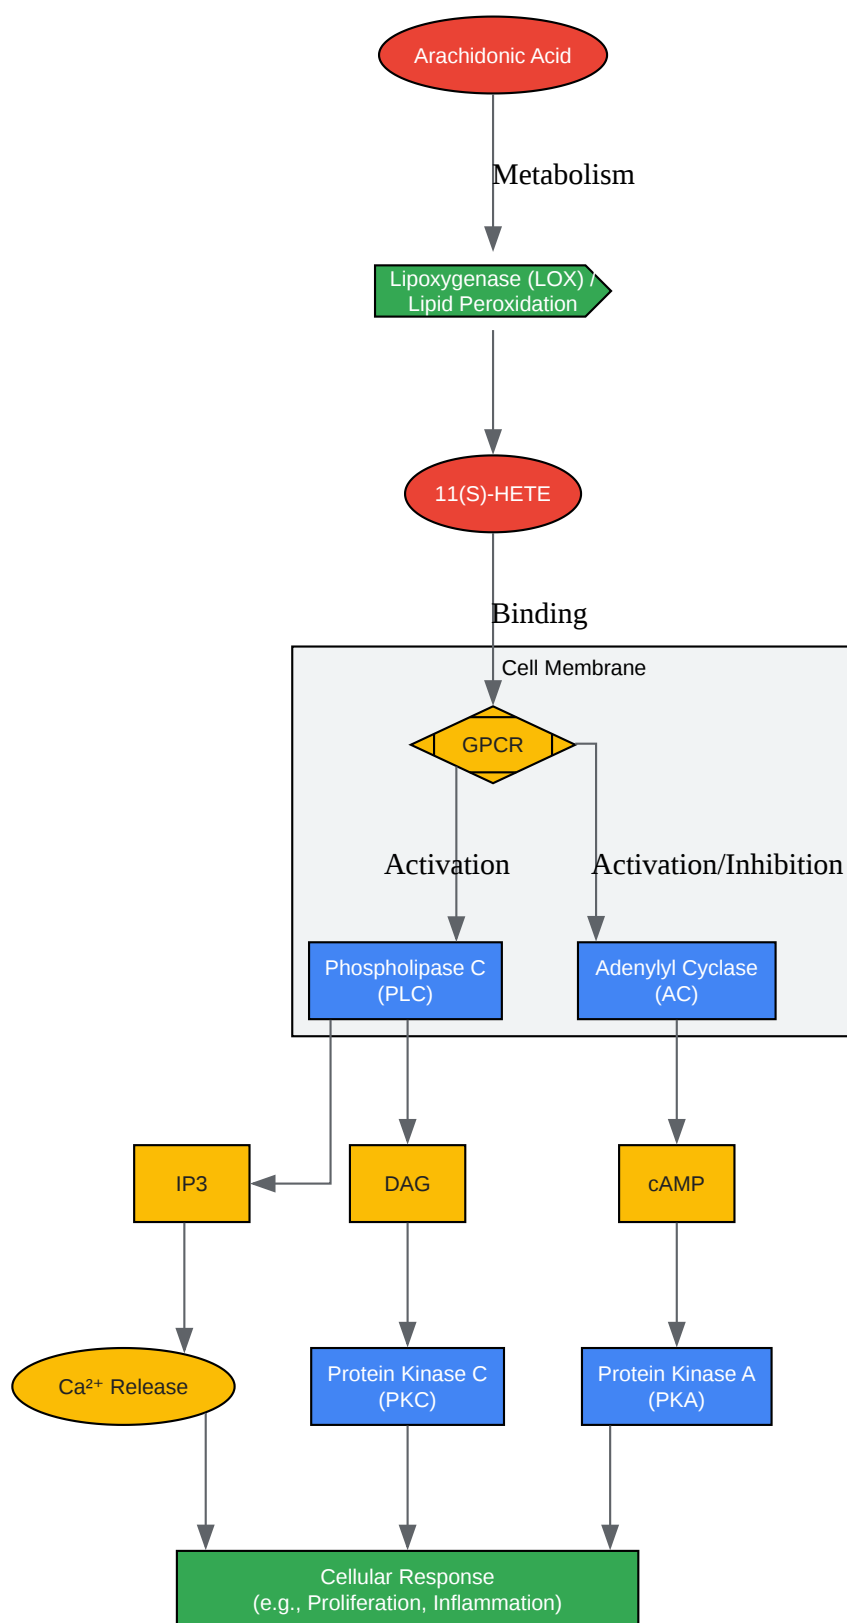 Arachidonic Acid
Metabolism
Lipoxygenase (LOX) /
Lipid Peroxidation
11(S)-HETE
Binding
Cell Membrane
GPCR
Activation
Activation/Inhibition
Phospholipase C
(PLC)
Adenylyl Cyclase
(AC)
IP3
DAG
cAMP
Ca²⁺ Release
Protein Kinase C
(PKC)
Protein Kinase A
(PKA)
Cellular Response
(e.g., Proliferation, Inflammation)